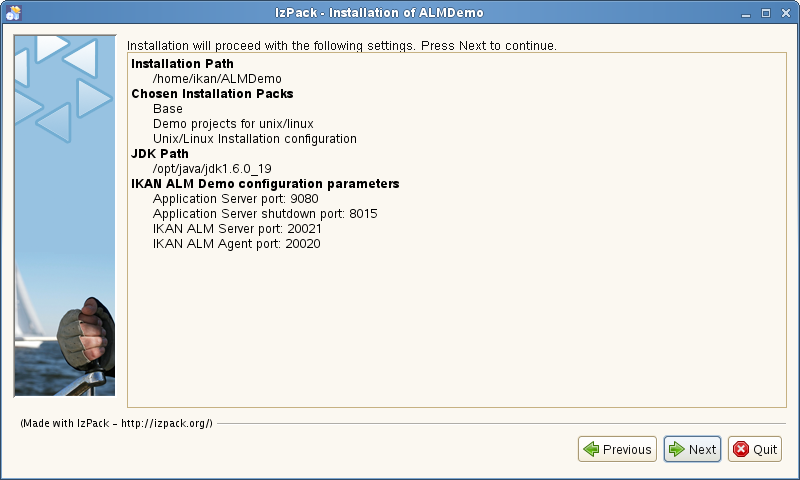 IzPack - Installation of ALMDemo
Installation will proceed with the following settings. Press Next to continue.
Installation Path
/home/ikan/ALMDemo
Chosen Installation Packs
Base
Demo projects for unix/linux
Unix/Linux Installation configuration
JDK Path
/opt/java/jdk1.6.0_19
IKAN ALM Demo configuration parameters
Application Server port: 9080
Application Server shutdown port: 8015
IKAN ALM Server port: 20021
IKAN ALM Agent port: 20020
(Made with IzPack - http://izpack.org/)
Previous Next Quit